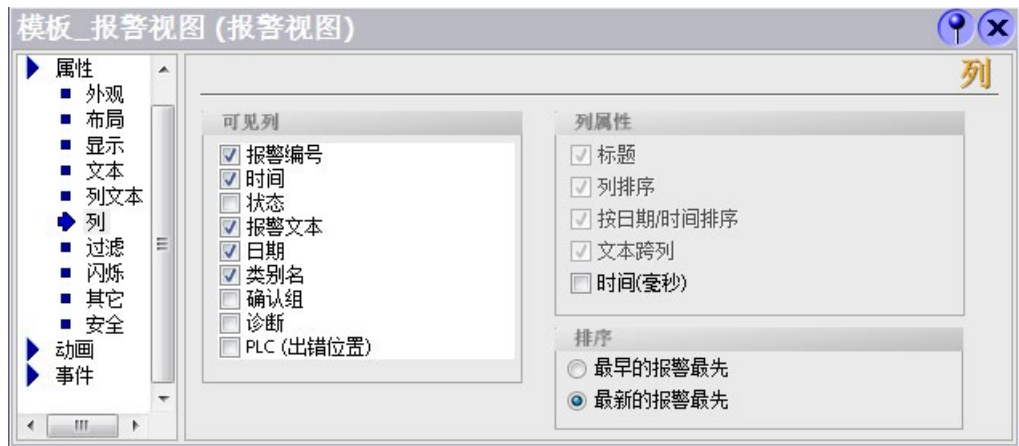 模板_报警视图 (报警视图)
属性
外观
布局
显示
文本
列文本
列
过滤
闪烁
其它
安全
动画
事件
列
可见列
报警编号
时间
状态
报警文本
日期
类别名
确认组
诊断
PLC (出错位置)
列属性
标题
列排序
按日期/时间排序
文本跨列
时间(毫秒)
排序
最早的报警最先
最新的报警最先